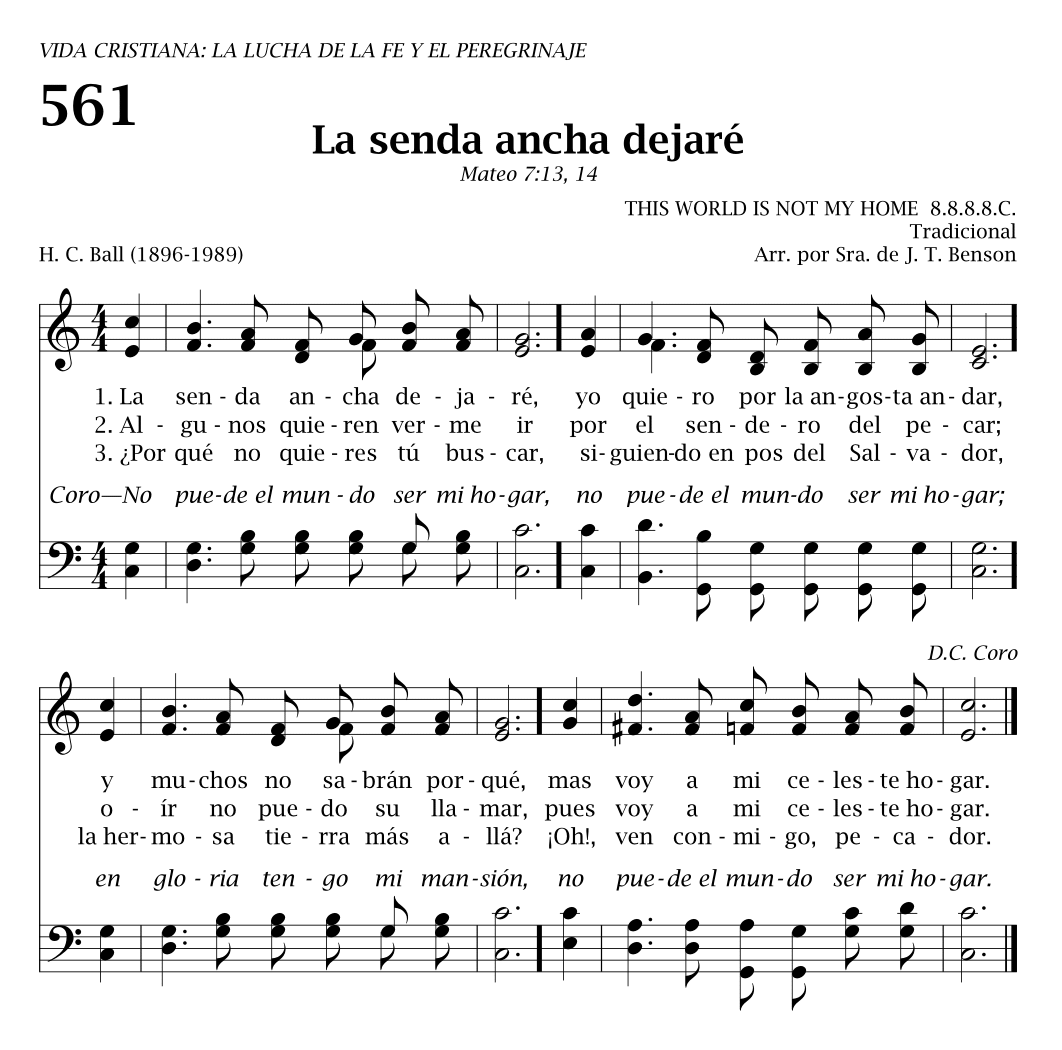 VIDA CRISTIANA: LA LUCHA DE LA FE Y EL PEREGRINAJE
561
La senda ancha dejaré
Mateo 7:13, 14
THIS WORLD IS NOT MY HOME 8.8.8.8.C.
Tradicional
H. C. Ball (1896-1989) Arr. por Sra. de J. T. Benson
1. La sen - da an - cha de - ja - ré, yo quie - ro por la an - gos - ta an - dar,
2. Al - gu - nos quie - ren ver - me ir por el sen - de - ro del pe - car;
3. ¿Por qué no quie - res tú bus - car, si - guien - do en pos del Sal - va - dor,
Coro—No pue - de el mun - do ser mi ho - gar, no pue - de el mun - do ser mi ho - gar;
D.C. Coro
y mu - chos no sa - brán por - qué, mas voy a mi ce - les - te ho - gar.
o - ír no pue - do su lla - mar, pues voy a mi ce - les - te ho - gar.
la her - mo - sa tie - rra más a - llá? ¡Oh!, ven con - mi - go, pe - ca - dor.
en glo - ria ten - go mi man - sión, no pue - de el mun - do ser mi ho - gar.